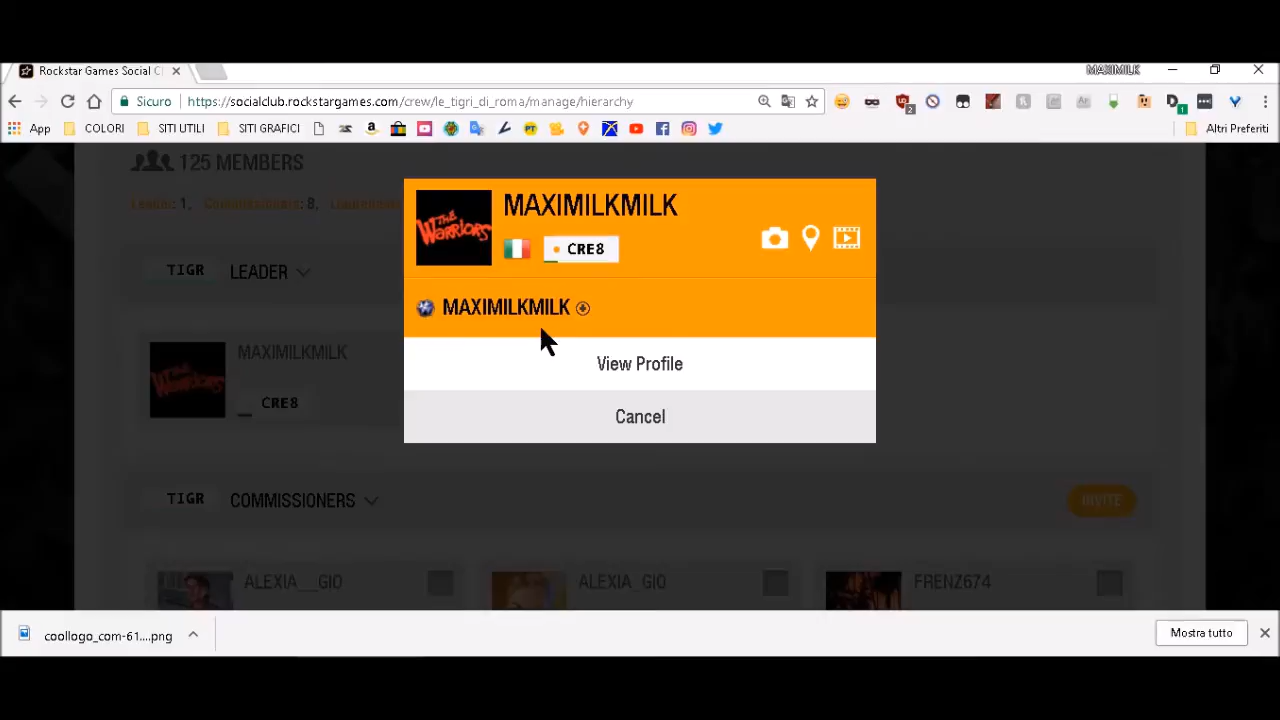 Rockstar Games Social C
MAXIMILK
Sicuro
https://socialclub.rockstargames.com/crew/le_tigri_di_roma/manage/hierarchy
App
COLORI
SITI UTILI
SITI GRAFICI
Altri Preferiti
125 MEMBERS
Leader: 1, Commissioners: 8,
MAXIMILKMILK
THE WARRIORS
CRE8
TIGR LEADER
MAXIMILKMILK
MAXIMILKMILK
CRE8
View Profile
Cancel
TIGR COMMISSIONERS
INVITE
ALEXIA__GIO
ALEXIA_GIO
FRENZ674
coollogo_com-61....png
Mostra tutto